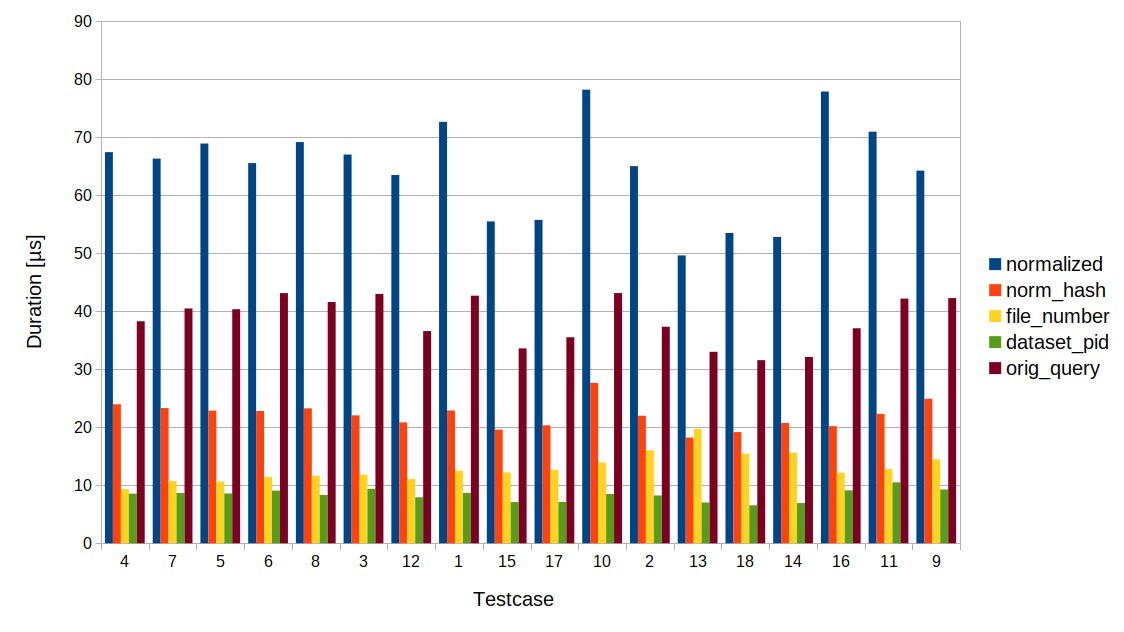 90
80
70
60
50
40
30
20
10
0
Duration [µs]
4 7 5 6 8 3 12 1 15 17 10 2 13 18 14 16 11 9
Testcase
normalized
norm_hash
file_number
dataset_pid
orig_query